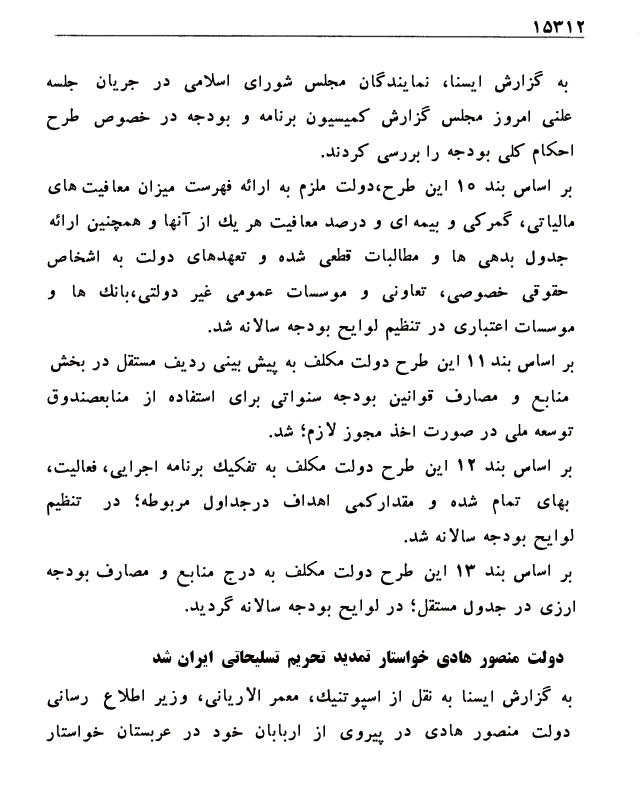 ۱۵۳۱۲
به گزارش ایسنا، نمایندگان مجلس شورای اسلامی در جریان جلسه
علنی امروز مجلس گزارش کمیسیون برنامه و بودجه در خصوص طرح
احکام کلی بودجه را بررسی کردند.
بر اساس بند ۱۰ این طرح،دولت ملزم به ارائه فهرست میزان معافیت های
مالیاتی، گمرکی و بیمه ای و درصد معافیت هر یك از آنها و همچنین ارائه
جدول بدهی ها و مطالبات قطعی شده و تعهدهای دولت به اشخاص
حقوقی خصوصی، تعاونی و موسسات عمومی غیر دولتی،بانك ها و
موسسات اعتباری در تنظیم لوایح بودجه سالانه شد.
بر اساس بند ۱۱ این طرح دولت مکلف به پیش بینی ردیف مستقل در بخش
منابع و مصارف قوانین بودجه سنواتی برای استفاده از منابعصندوق
توسعه ملی در صورت اخذ مجوز لازم؛ شد.
بر اساس بند ۱۲ این طرح دولت مکلف به تفکیك برنامه اجرایی، فعالیت،
بهای تمام شده و مقدارکمی اهداف درجداول مربوطه؛ در تنظیم
لوایح بودجه سالانه شد.
بر اساس بند ۱۳ این طرح دولت مکلف به درج منابع و مصارف بودجه
ارزی در جدول مستقل؛ در لوایح بودجه سالانه گردید.
دولت منصور هادی خواستار تمدید تحریم تسلیحاتی ایران شد
به گزارش ایسنا به نقل از اسپوتنیك، معمر الاریانی، وزیر اطلاع رسانی
دولت منصور هادی در پیروی از اربابان خود در عربستان خواستار